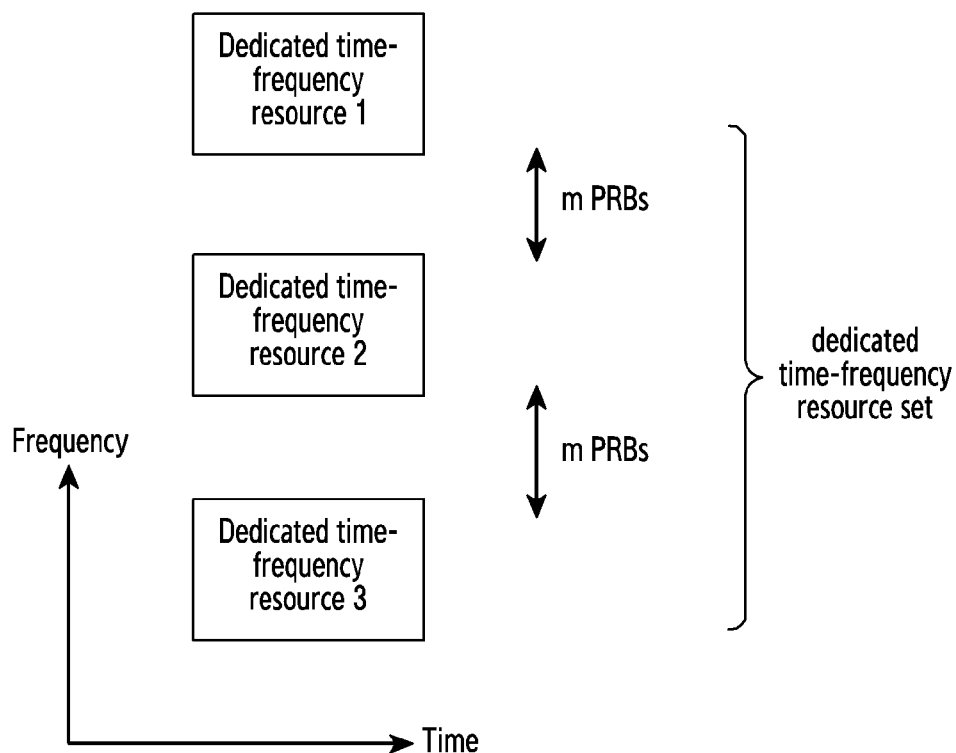 Dedicated time-
frequency
resource 1
m PRBs
Dedicated time-
frequency
resource 2
dedicated
time-frequency
resource set
Frequency
m PRBs
Dedicated time-
frequency
resource 3
Time